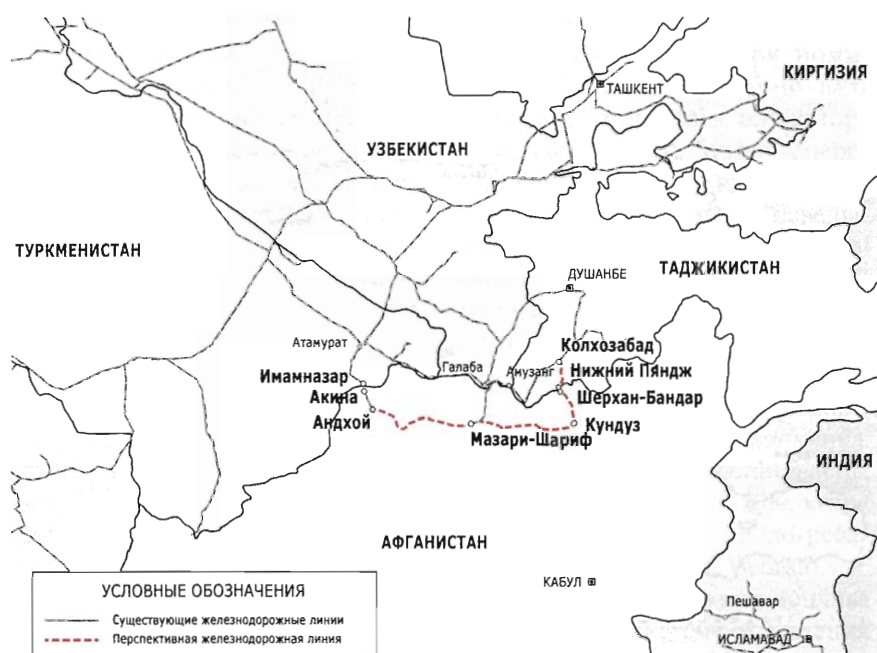 КИРГИЗИЯ
ТАШКЕНТ
УЗБЕКИСТАН
ТУРКМЕНИСТАН
ТАДЖИКИСТАН
ДУШАНБЕ
Атамурат
Колхозабад
Галаба
Амузанг
Нижний Пяндж
Имамназар
Акина
Шерхан-Бандар
Андхой
Кундуз
Мазари-Шариф
ИНДИЯ
АФГАНИСТАН
КАБУЛ
Пешавар
ИСЛАМАБАД
УСЛОВНЫЕ ОБОЗНАЧЕНИЯ
Существующие железнодорожные линии
Перспективная железнодорожная линия